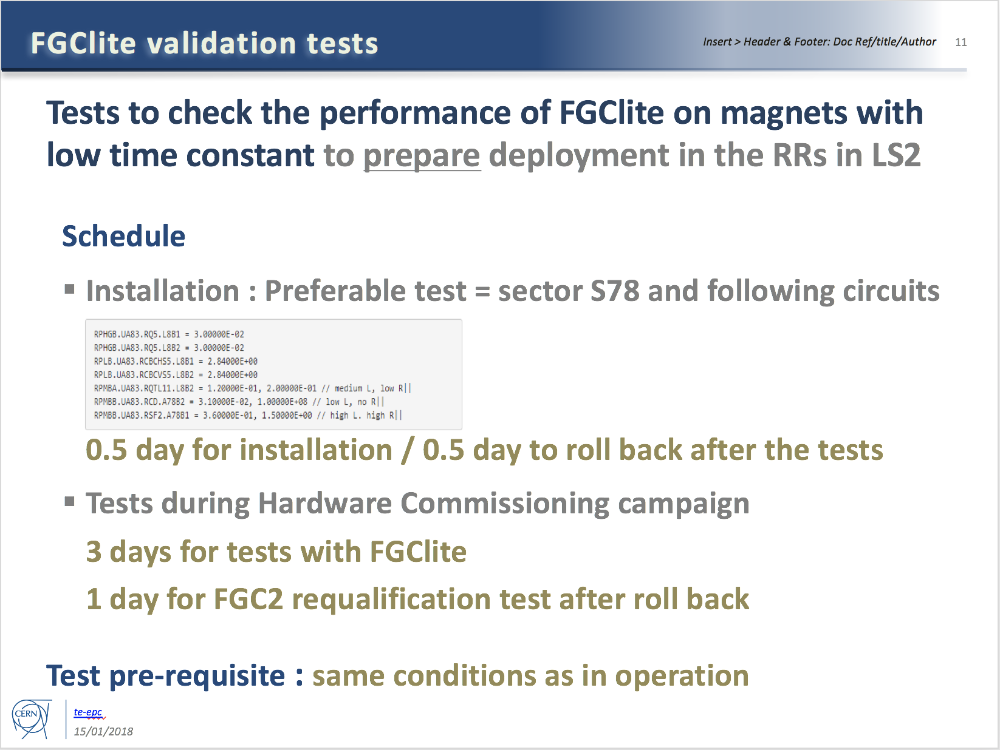 FGClite validation tests
Insert > Header & Footer: Doc Ref/title/Author
11
Tests to check the performance of FGClite on magnets with
low time constant to prepare deployment in the RRs in LS2
Schedule
▪ Installation : Preferable test = sector S78 and following circuits
RPHGB.UA83.RQ5.L8B1 = 3.00000E-02
RPHGB.UA83.RQ5.L8B2 = 3.00000E-02
RPLB.UA83.RCBCHS5.L8B1 = 2.84000E+00
RPLB.UA83.RCBCVS5.L8B2 = 2.84000E+00
RPMBA.UA83.RQTL11.L8B2 = 1.20000E-01, 2.00000E-01 // medium L, low R||
RPMBB.UA83.RCD.A78B2 = 3.10000E-02, 1.00000E+08 // low L, no R||
RPMBB.UA83.RSF2.A78B1 = 3.60000E-01, 1.50000E+00 // high L. high R||
0.5 day for installation / 0.5 day to roll back after the tests
▪ Tests during Hardware Commissioning campaign
3 days for tests with FGClite
1 day for FGC2 requalification test after roll back
Test pre-requisite : same conditions as in operation
CERN
te-epc
15/01/2018